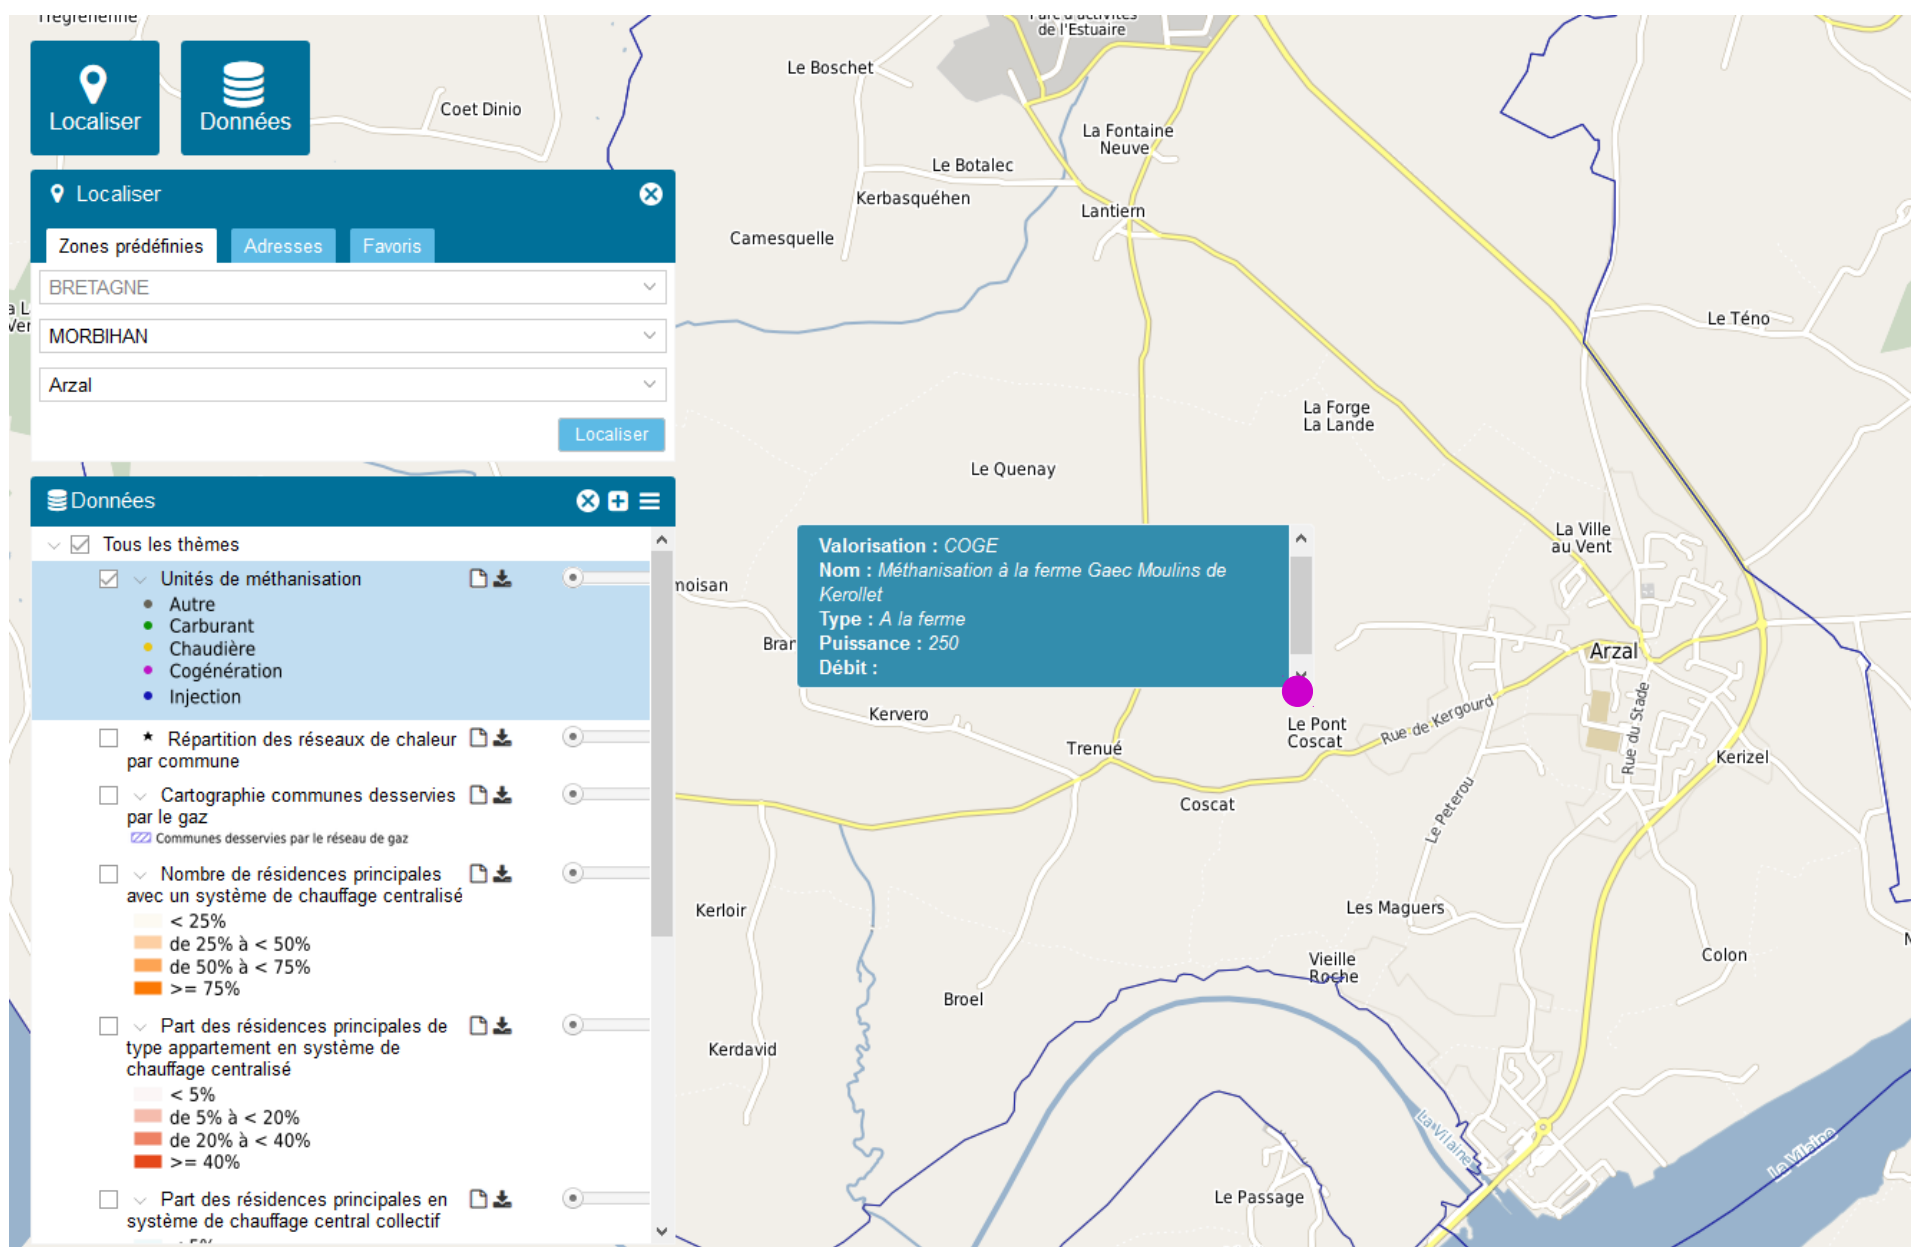 Localiser
Données
Localiser
Zones prédéfinies
Adresses
Favoris
BRETAGNE
MORBIHAN
Arzal
Localiser
Données
Tous les thèmes
Unités de méthanisation
Autre
Carburant
Chaudière
Cogénération
Injection
Répartition des réseaux de chaleur
par commune
Cartographie communes desservies
par le gaz
Communes desservies par le réseau de gaz
Nombre de résidences principales
avec un système de chauffage centralisé
< 25%
de 25% à < 50%
de 50% à < 75%
>= 75%
Part des résidences principales de
type appartement en système de
chauffage centralisé
< 5%
de 5% à < 20%
de 20% à < 40%
>= 40%
Part des résidences principales en
système de chauffage central collectif
de l'Estuaire
Le Boschet
Coet Dinio
La Fontaine
Neuve
Le Botalec
Kerbasquéhen
Lantiern
Camesquelle
Le Téno
La Forge
La Lande
Le Quenay
La Ville
au Vent
Valorisation : COGE
Nom : Méthanisation à la ferme Gaec Moulins de
Kerollet
Type : A la ferme
Puissance : 250
Débit :
moisan
Bran
Arzal
Kervero
Le Pont
Coscat
Rue de Kergourd
Rue du Stade
Trenué
Kerizel
Coscat
Le Peterou
Kerloir
Les Maguers
Vieille
Roche
Colon
Broel
Kerdavid
La Vilaine
La Vilaine
Le Passage